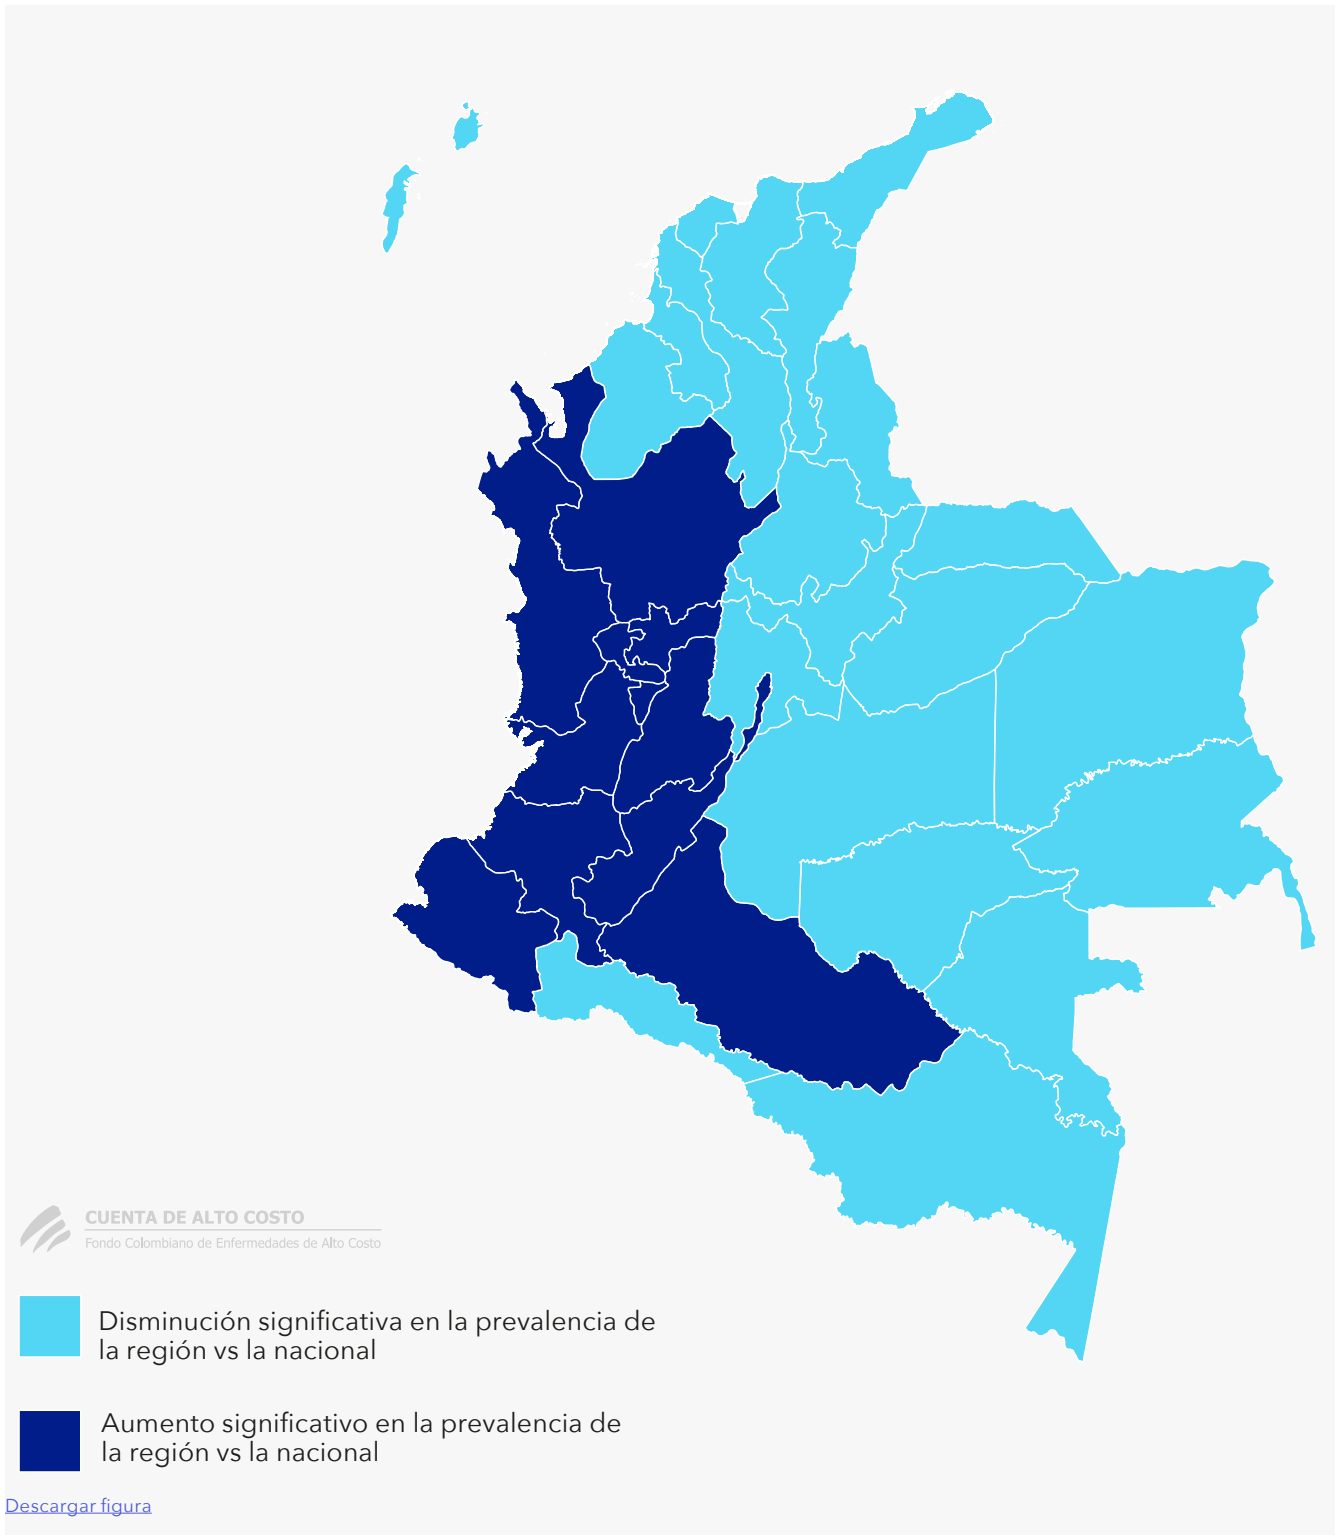 CUENTA DE ALTO COSTO
Fondo Colombiano de Enfermedades de Alto Costo
Disminución significativa en la prevalencia de
la región vs la nacional
Aumento significativo en la prevalencia de
la región vs la nacional
Descargar figura